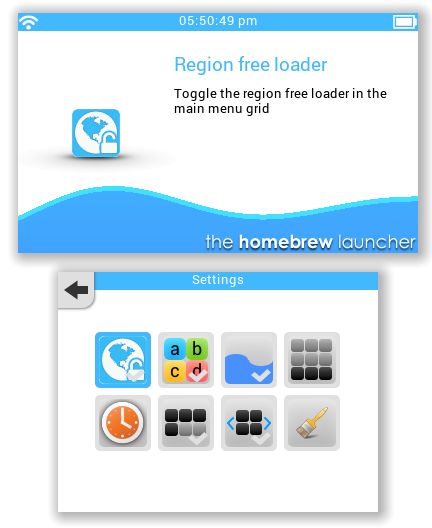 05:50:49 pm
Region free loader
Toggle the region free loader in the
main menu grid
the homebrew launcher
Settings
a b
c d